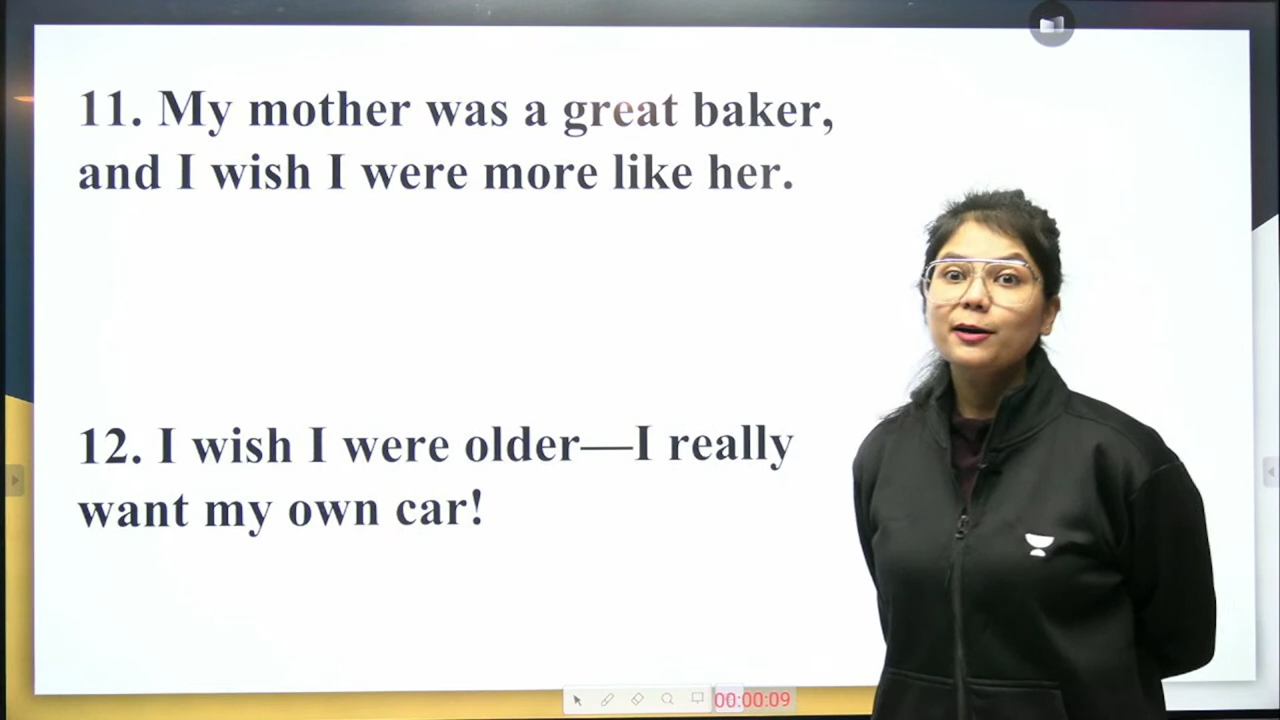 11. My mother was a great baker,
and I wish I were more like her.
12. I wish I were older—I really
want my own car!
00:00:09